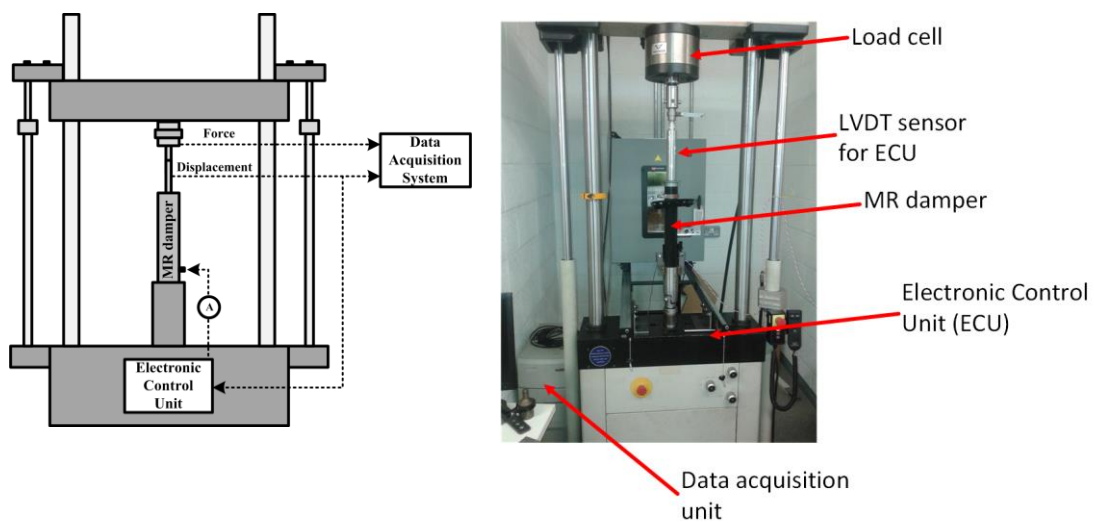 Force
Displacement
Data
Acquisition
System
MR damper
A
Electronic
Control
Unit
Load cell
LVDT sensor
for ECU
MR damper
Electronic Control
Unit (ECU)
Data acquisition
unit